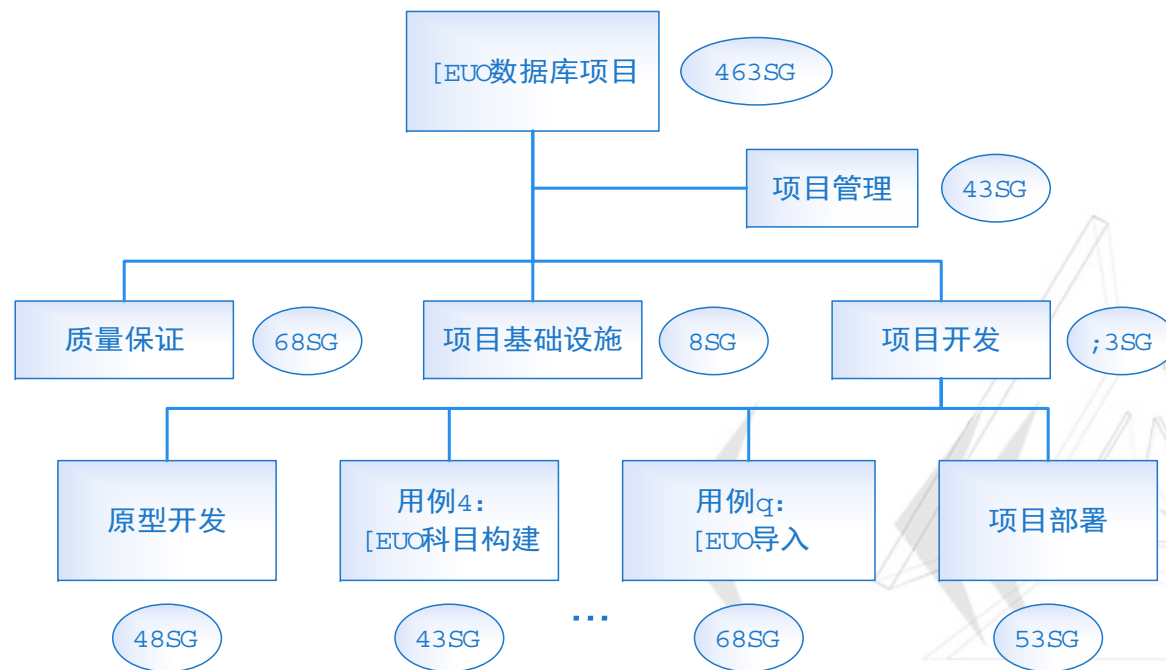 [EUO数据库项目
463SG
项目管理
43SG
质量保证
68SG
项目基础设施
8SG
项目开发
;3SG
原型开发
用例4:
[EUO科目构建
用例q:
[EUO导入
项目部署
48SG
43SG
...
68SG
53SG